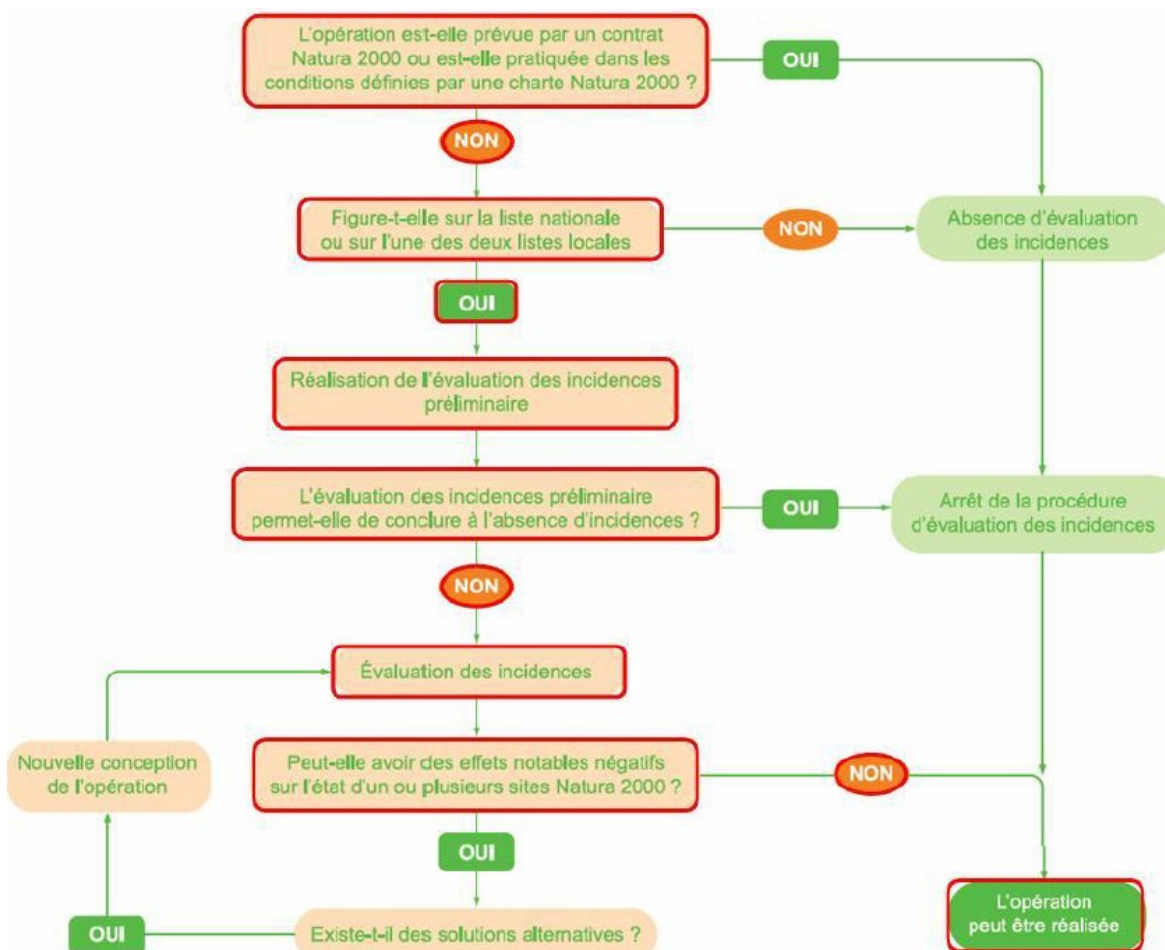 L'opération est-elle prévue par un contrat
Natura 2000 ou est-elle pratiquée dans les
conditions définies par une charte Natura 2000 ?
OUI
NON
Figure-t-elle sur la liste nationale
ou sur l'une des deux listes locales
NON
Absence d'évaluation
des incidences
OUI
Réalisation de l'évaluation des incidences
préliminaire
L'évaluation des incidences préliminaire
permet-elle de conclure à l'absence d'incidences ?
OUI
Arrêt de la procédure
d'évaluation des incidences
NON
Évaluation des incidences
Nouvelle conception
de l'opération
Peut-elle avoir des effets notables négatifs
sur l'état d'un ou plusieurs sites Natura 2000 ?
NON
OUI
L'opération
peut être réalisée
OUI
Existe-t-il des solutions alternatives ?